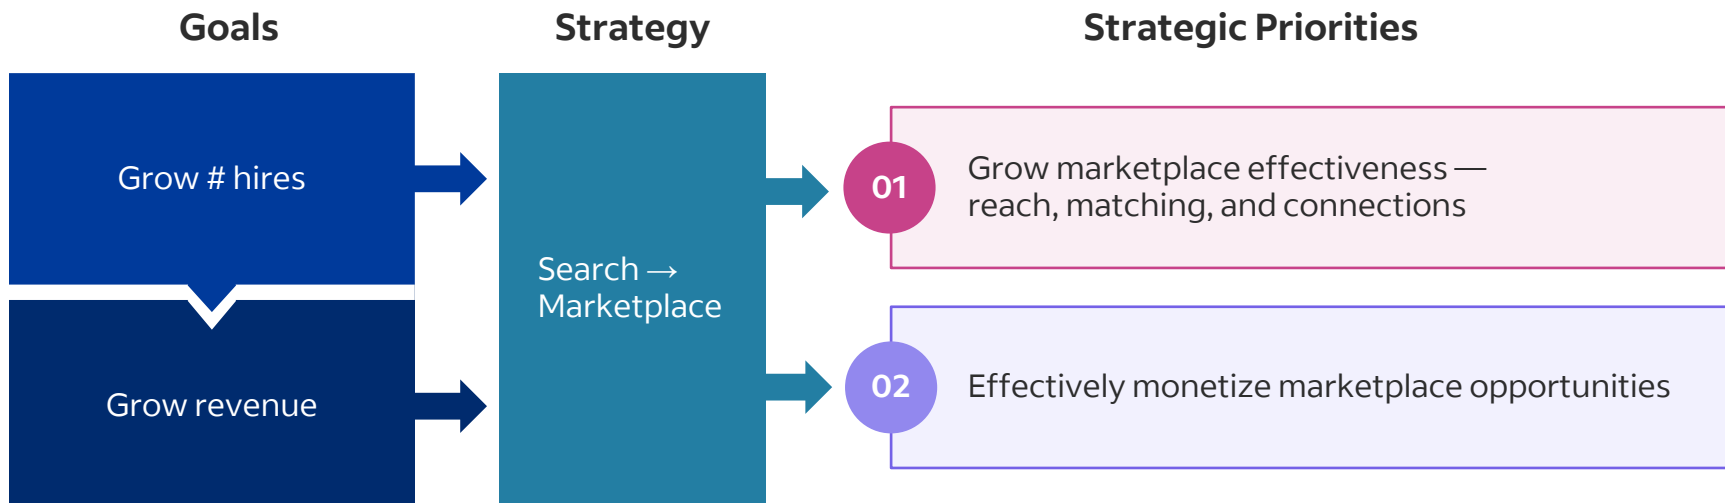 Goals
Strategy
Strategic Priorities
Grow # hires
Grow revenue
Search →
Marketplace
01
Grow marketplace effectiveness —
reach, matching, and connections
02
Effectively monetize marketplace opportunities